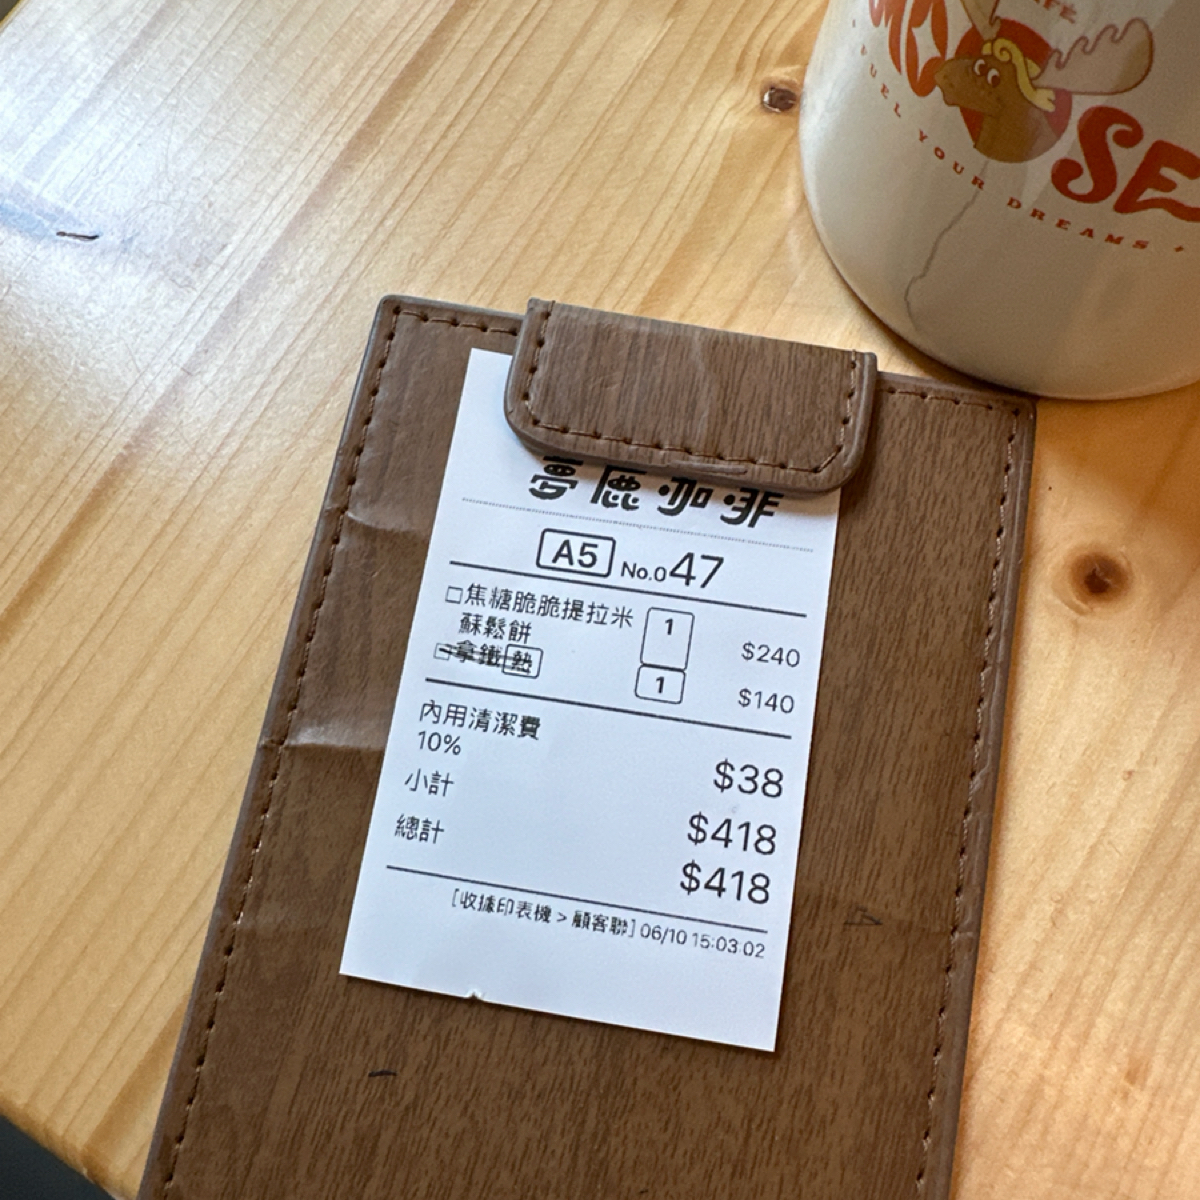 SE
FUEL YOUR DREAMS
夢鹿咖啡
A5 No.047
□焦糖脆脆提拉米 1 $240
蘇鬆餅
□拿鐵 熱 1 $140
內用清潔費
10% $38
小計 $418
總計 $418
[收據印表機 > 顧客聯] 06/10 15:03:02